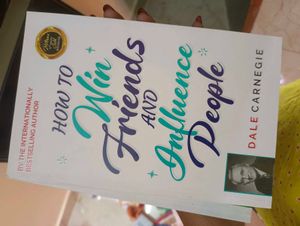 BY THE INTERNATIONALLY
BESTSELLING AUTHOR
HOW TO
Win
Friends
AND
Influence
People
DALE CARNEGIE